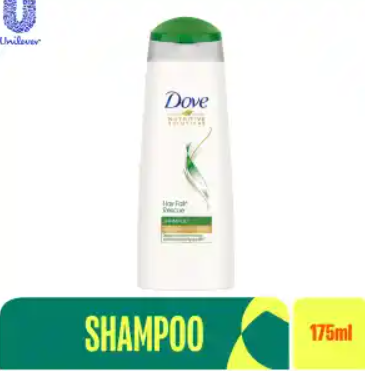 Unilever
Dove
NUTRITIVE
SOLUTIONS
Hair Fall
Rescue
SHAMPOO
175ml